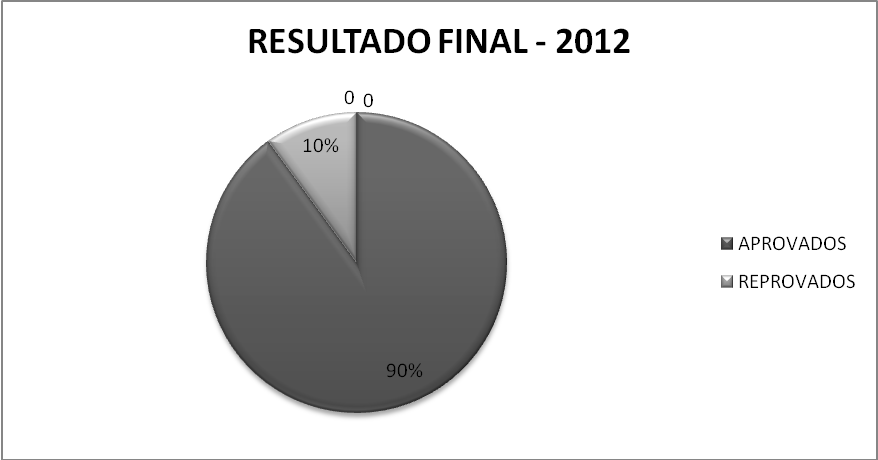 RESULTADO FINAL - 2012
0 0
10%
APROVADOS
REPROVADOS
90%